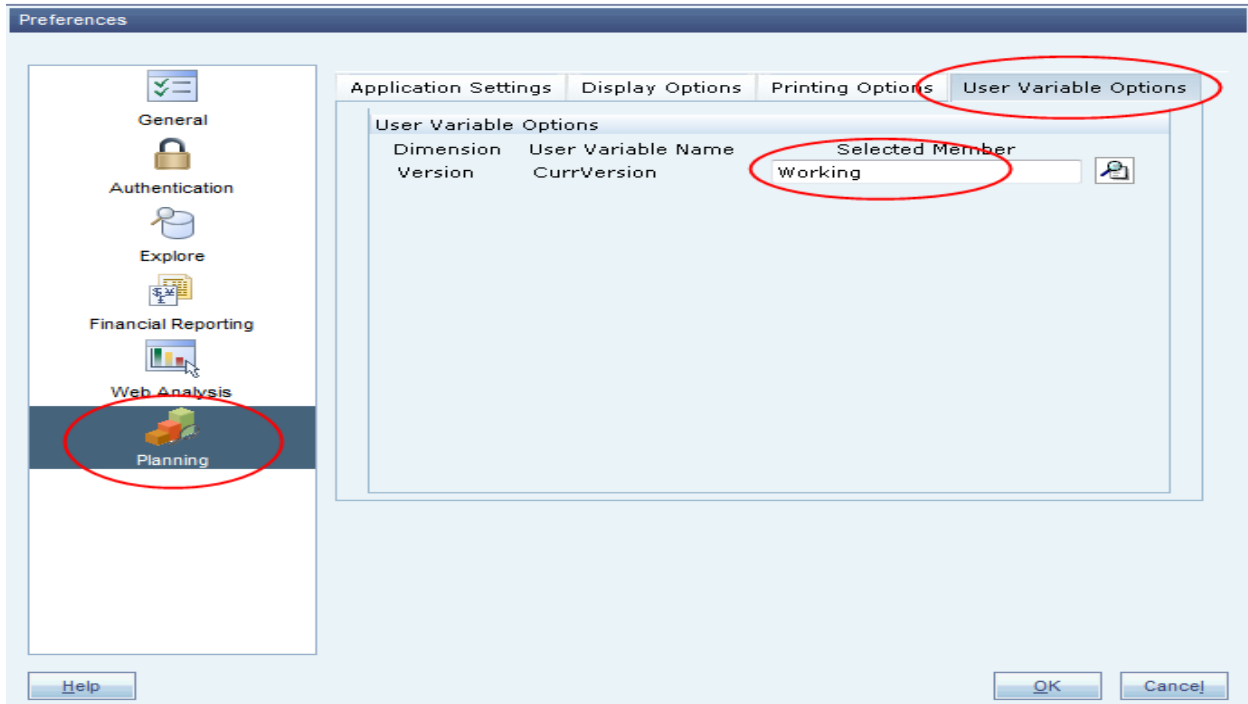 Preferences
General
Authentication
Explore
Financial Reporting
Web Analysis
Planning
Application Settings Display Options Printing Options User Variable Options
User Variable Options
Dimension User Variable Name Selected Member
Version CurrVersion Working
Help OK Cancel